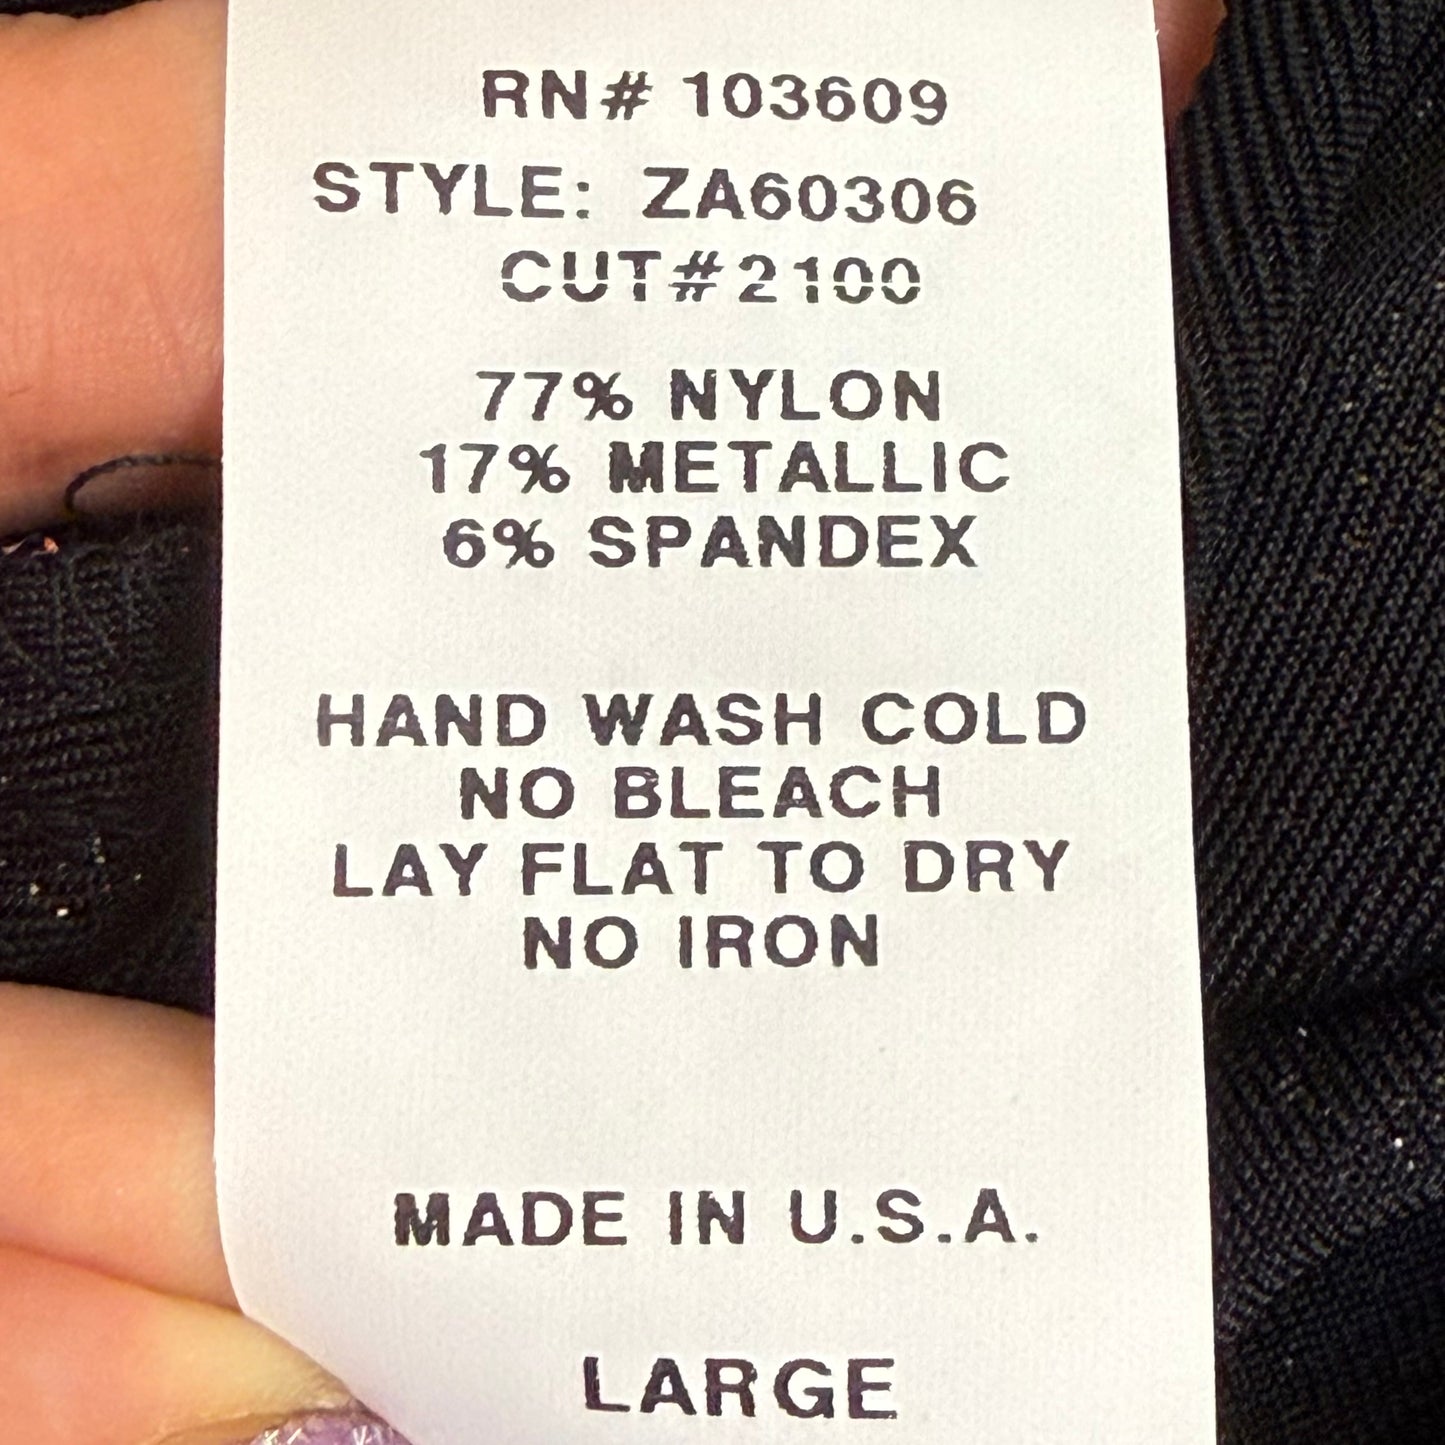 RN# 103609
STYLE: ZA60306
CUT#2100
77% NYLON
17% METALLIC
6% SPANDEX
HAND WASH COLD
NO BLEACH
LAY FLAT TO DRY
NO IRON
MADE IN U.S.A.
LARGE